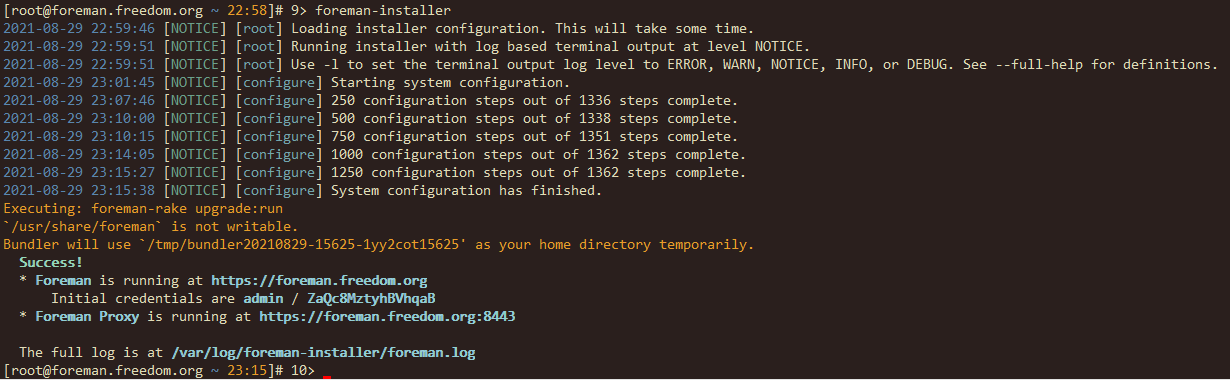 [root@foreman.freedom.org ~ 22:58]# 9> foreman-installer
2021-08-29 22:59:46 [NOTICE] [root] Loading installer configuration. This will take some time.
2021-08-29 22:59:51 [NOTICE] [root] Running installer with log based terminal output at level NOTICE.
2021-08-29 22:59:51 [NOTICE] [root] Use -l to set the terminal output log level to ERROR, WARN, NOTICE, INFO, or DEBUG. See --full-help for definitions.
2021-08-29 23:01:45 [NOTICE] [configure] Starting system configuration.
2021-08-29 23:07:46 [NOTICE] [configure] 250 configuration steps out of 1336 steps complete.
2021-08-29 23:10:00 [NOTICE] [configure] 500 configuration steps out of 1338 steps complete.
2021-08-29 23:10:15 [NOTICE] [configure] 750 configuration steps out of 1351 steps complete.
2021-08-29 23:14:05 [NOTICE] [configure] 1000 configuration steps out of 1362 steps complete.
2021-08-29 23:15:27 [NOTICE] [configure] 1250 configuration steps out of 1362 steps complete.
2021-08-29 23:15:38 [NOTICE] [configure] System configuration has finished.
Executing: foreman-rake upgrade:run
`/usr/share/foreman` is not writable.
Bundler will use `/tmp/bundler20210829-15625-1yy2cot15625' as your home directory temporarily.
  Success!
  * Foreman is running at https://foreman.freedom.org
      Initial credentials are admin / ZaQc8MztyhBVhqaB
  * Foreman Proxy is running at https://foreman.freedom.org:8443
  The full log is at /var/log/foreman-installer/foreman.log
[root@foreman.freedom.org ~ 23:15]# 10>